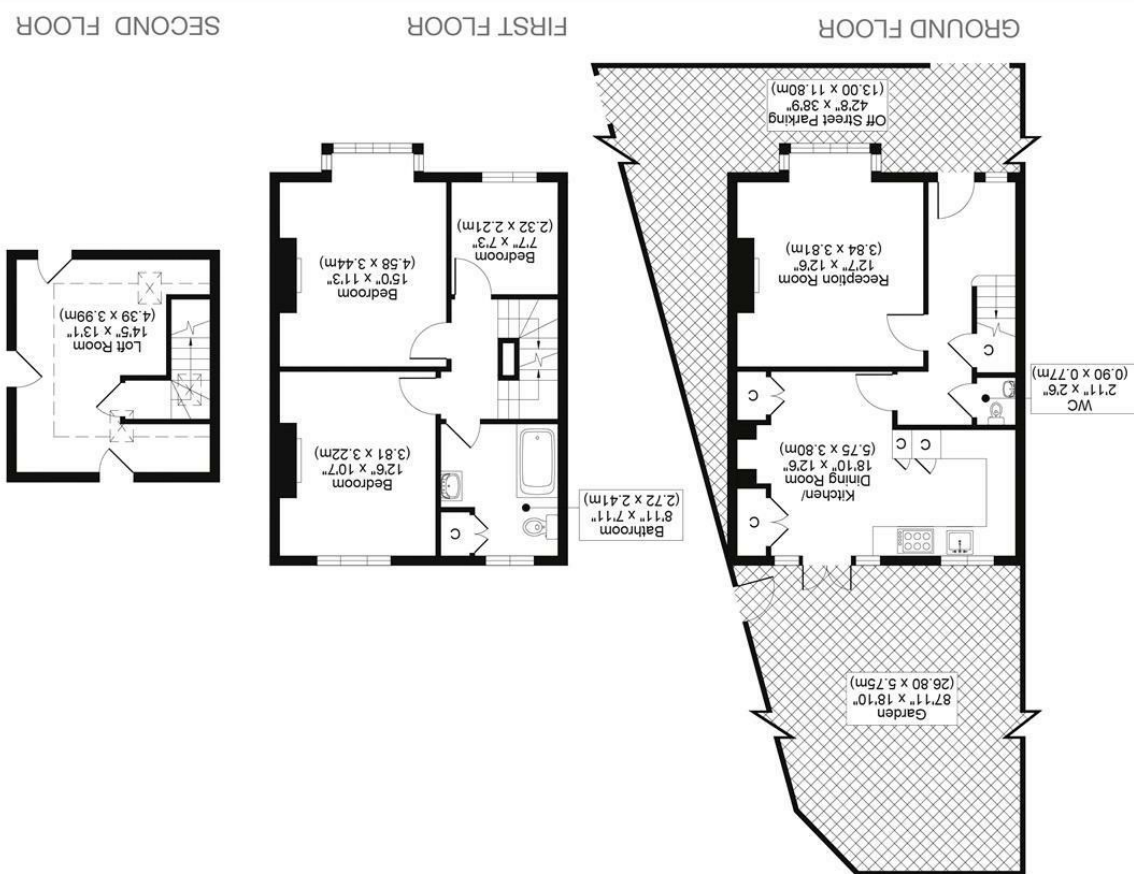 Garden
87'11" x 18'10"
(26.80 x 5.75m)
Kitchen/
Dining Room
18'10" x 12'6"
(5.75 x 3.80m)
C
C
C
C
WC
2'11" x 2'6"
(0.90 x 0.77m)
C
Reception Room
12'7" x 12'6"
(3.84 x 3.81m)
Off Street Parking
42'8" x 38'9"
(13.00 x 11.80m)
GROUND FLOOR
C
Bathroom
8'11" x 7'11"
(2.72 x 2.41m)
Bedroom
12'6" x 10'7"
(3.81 x 3.22m)
Bedroom
15'0" x 11'3"
(4.58 x 3.44m)
Bedroom
7'7" x 7'3"
(2.32 x 2.21m)
FIRST FLOOR
Loft Room
14'5" x 13'1"
(4.39 x 3.99m)
SECOND FLOOR